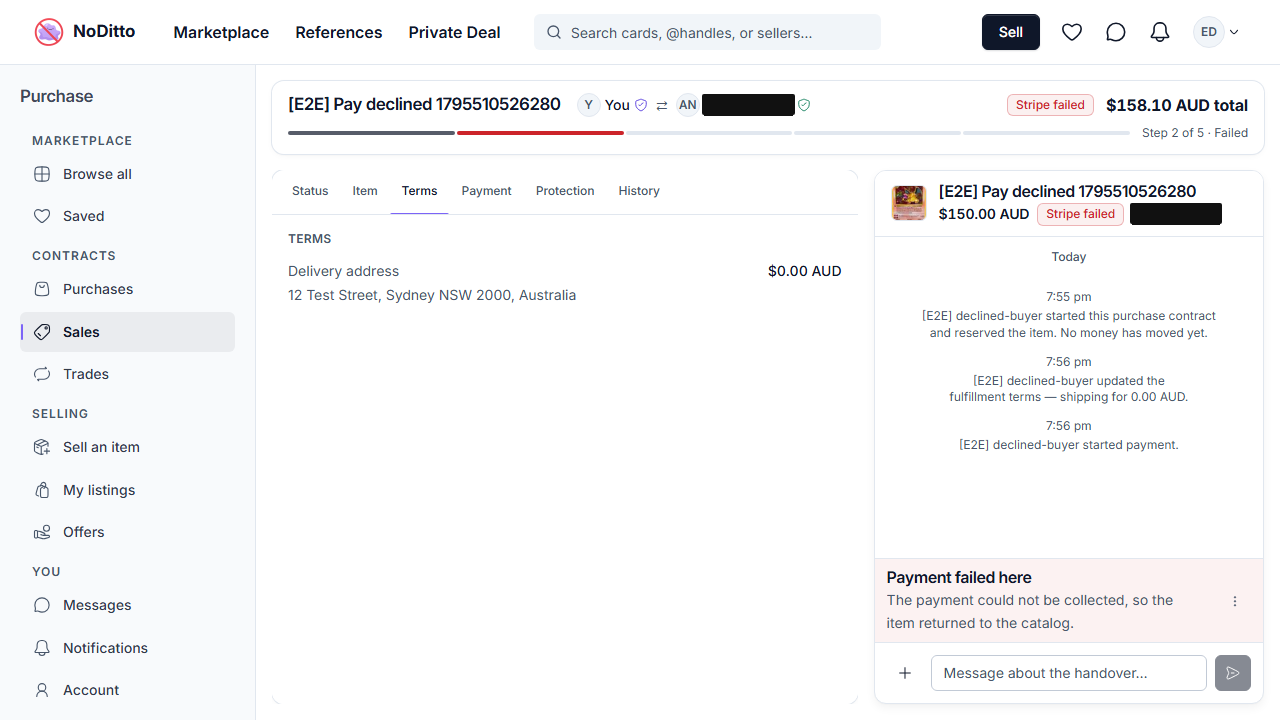 NoDitto
Marketplace
References
Private Deal
Search cards, @handles, or sellers...
Sell
ED
Purchase
MARKETPLACE
Browse all
Saved
CONTRACTS
Purchases
Sales
Trades
SELLING
Sell an item
My listings
Offers
YOU
Messages
Notifications
Account
[E2E] Pay declined 1795510526280
Y You
AN
Stripe failed
$158.10 AUD total
Step 2 of 5 · Failed
Status
Item
Terms
Payment
Protection
History
TERMS
Delivery address
$0.00 AUD
12 Test Street, Sydney NSW 2000, Australia
[E2E] Pay declined 1795510526280
$150.00 AUD
Stripe failed
Today
7:55 pm
[E2E] declined-buyer started this purchase contract
and reserved the item. No money has moved yet.
7:56 pm
[E2E] declined-buyer updated the
fulfillment terms — shipping for 0.00 AUD.
7:56 pm
[E2E] declined-buyer started payment.
Payment failed here
The payment could not be collected, so the
item returned to the catalog.
Message about the handover...